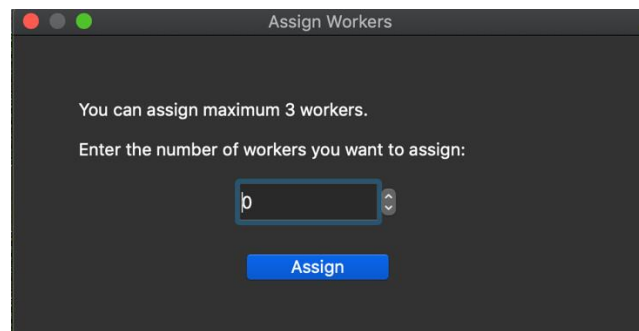 Assign Workers
You can assign maximum 3 workers.
Enter the number of workers you want to assign:
0
Assign